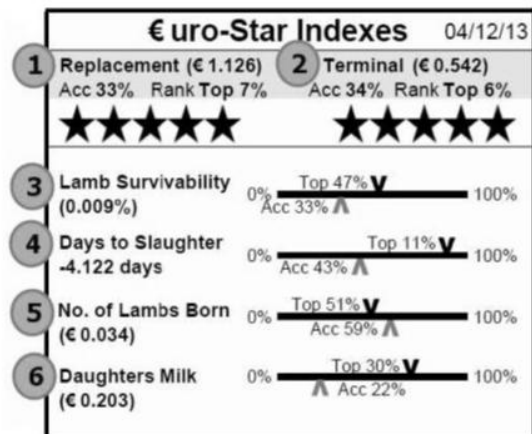 € uro-Star Indexes 04/12/13
1 Replacement (€ 1.126) 2 Terminal (€ 0.542)
Acc 33% Rank Top 7% Acc 34% Rank Top 6%
3 Lamb Survivability 0% Top 47% 100%
(0.009%) Acc 33%
4 Days to Slaughter 0% Top 11% 100%
-4.122 days Acc 43%
5 No. of Lambs Born 0% Top 51% 100%
(€ 0.034) Acc 59%
6 Daughters Milk 0% Top 30% 100%
(€ 0.203) Acc 22%